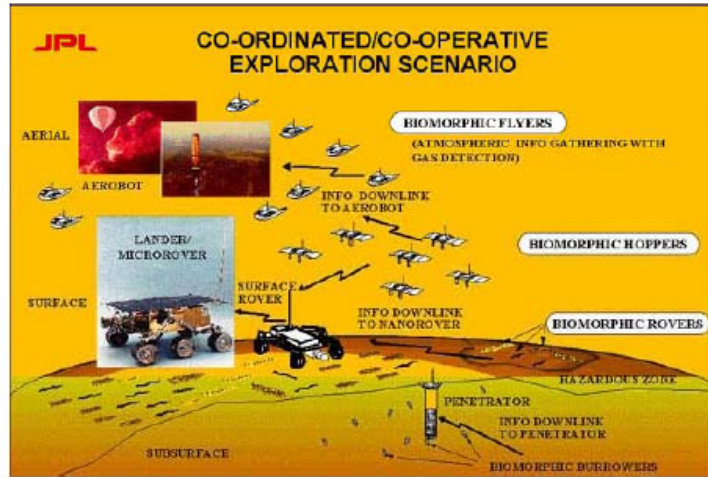 JPL
CO-ORDINATED/CO-OPERATIVE
EXPLORATION SCENARIO
AERIAL
AEROBOT
BIOMORPHIC FLYERS
(ATMOSPHERIC INFO GATHERING WITH
GAS DETECTION)
INFO DOWNLINK
TO AEROBOT
LANDER/
MICROROVER
BIOMORPHIC HOPPERS
SURFACE
SURFACE
ROVER
INFO DOWNLINK
TO NANOROVER
BIOMORPHIC ROVERS
HAZARDOUS ZONE
PENETRATOR
INFO DOWNLINK
TO PENETRATOR
SUBSURFACE
BIOMORPHIC BURROWERS